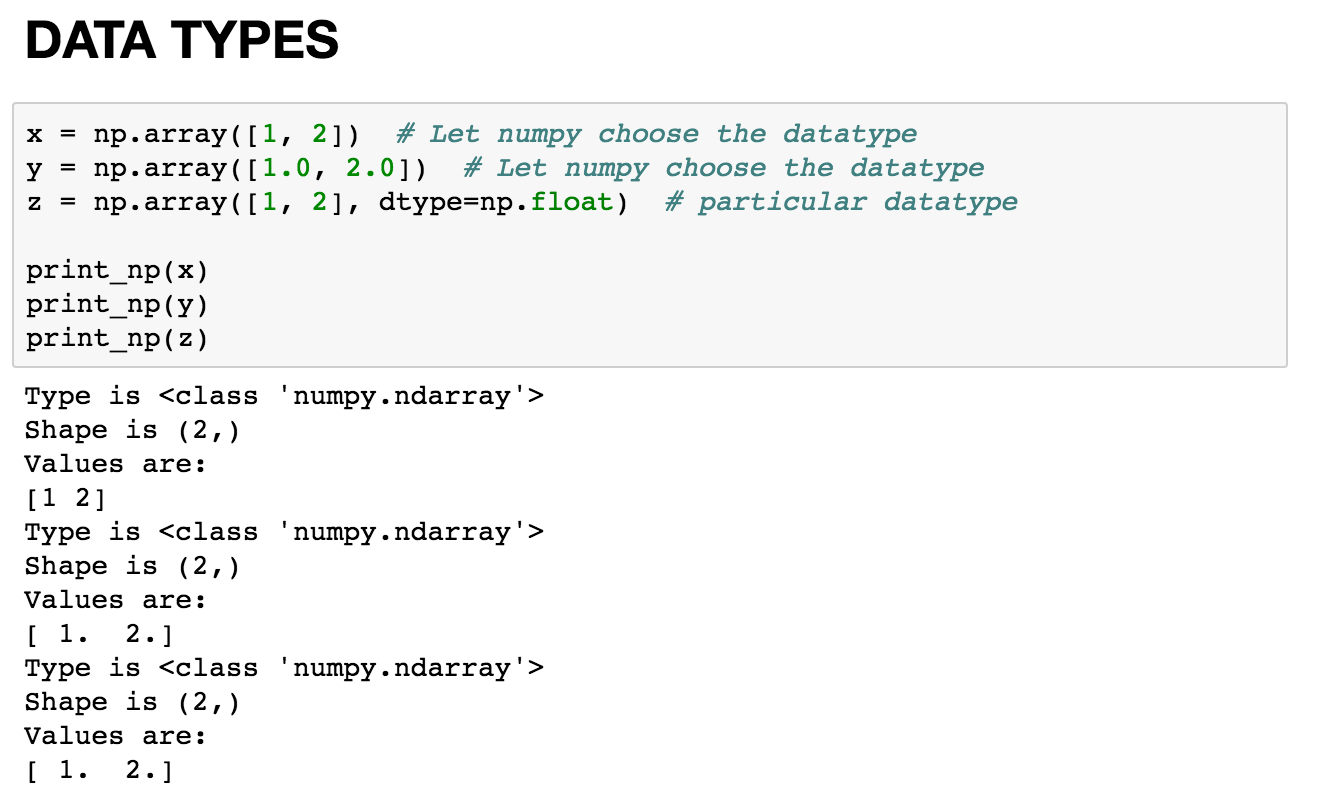 DATA TYPES
x = np.array([1, 2])  # Let numpy choose the datatype
y = np.array([1.0, 2.0])  # Let numpy choose the datatype
z = np.array([1, 2], dtype=np.float)  # particular datatype

print_np(x)
print_np(y)
print_np(z)
Type is <class 'numpy.ndarray'>
Shape is (2,)
Values are:
[1 2]
Type is <class 'numpy.ndarray'>
Shape is (2,)
Values are:
[ 1.  2.]
Type is <class 'numpy.ndarray'>
Shape is (2,)
Values are:
[ 1.  2.]